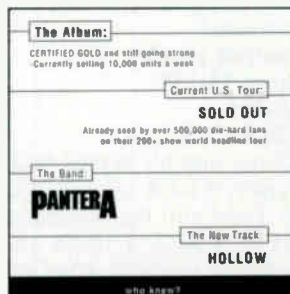 The Album:
CERTIFIED GOLD and still going strong
Currently selling 10,000 units a week
Current U.S. Tour:
SOLD OUT
Already seen by over 500,000 die-hard fans
on their 200+ show world headline tour
The Band:
PANTERA
The New Track
HOLLOW
who knew?